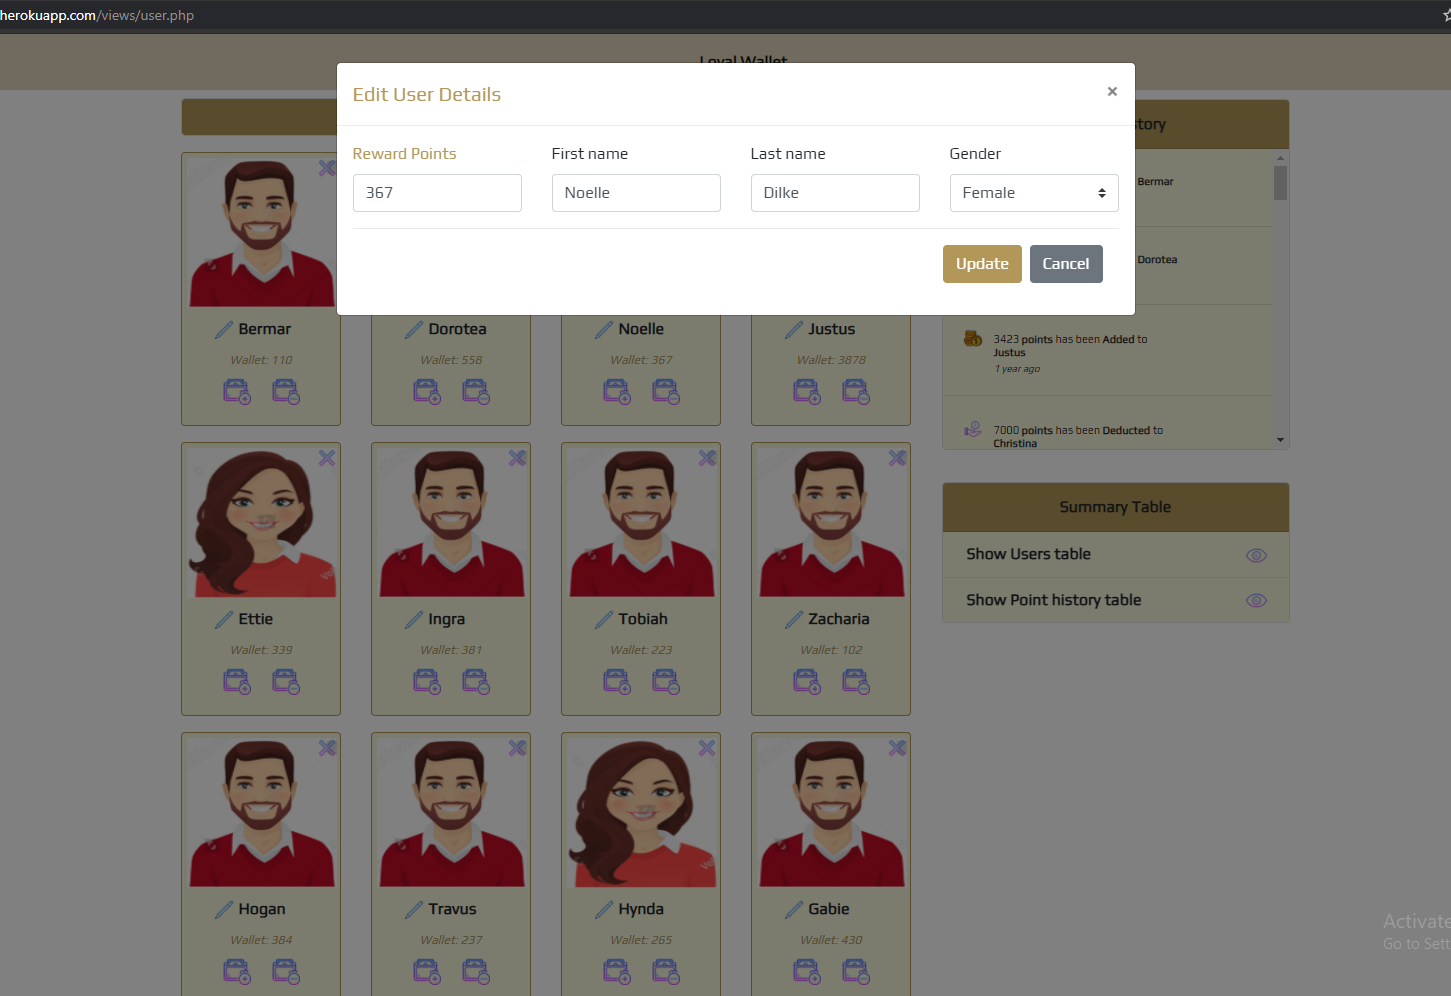 herokuapp.com/views/user.php
Loyal Wallet
Edit User Details
×
Reward Points
First name
Last name
Gender
367
Noelle
Dilke
Female
Update
Cancel
Bermar
Wallet: 110
Dorotea
Wallet: 558
Noelle
Wallet: 367
Justus
Wallet: 3878
Ettie
Wallet: 339
Ingra
Wallet: 381
Tobiah
Wallet: 223
Zacharia
Wallet: 102
Hogan
Wallet: 384
Travus
Wallet: 237
Hynda
Wallet: 265
Gabie
Wallet: 430
tory
Bermar
Dorotea
3423 points has been Added to
Justus
1 year ago
7000 points has been Deducted to
Christina
Summary Table
Show Users table
Show Point history table
Activate
Go to Sett